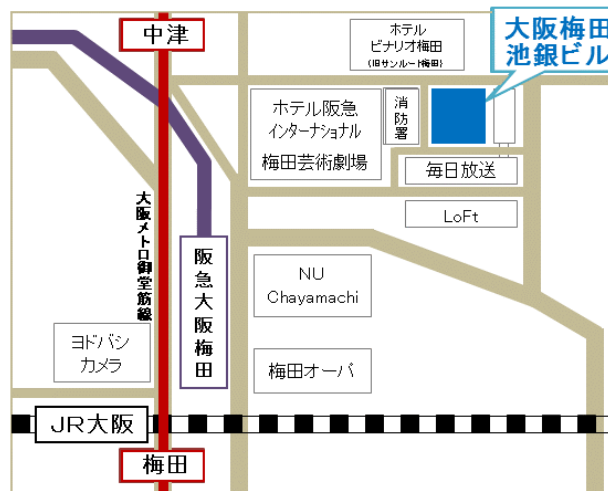 中津
ホテル
ビナリオ梅田
(旧サンルート梅田)
大阪梅田
池銀ビル
ホテル阪急
インターナショナル
梅田芸術劇場
消防署
毎日放送
LoFt
大阪メトロ御堂筋線
阪急大阪梅田
NU
Chayamachi
ヨドバシ
カメラ
梅田オーパ
JR大阪
梅田